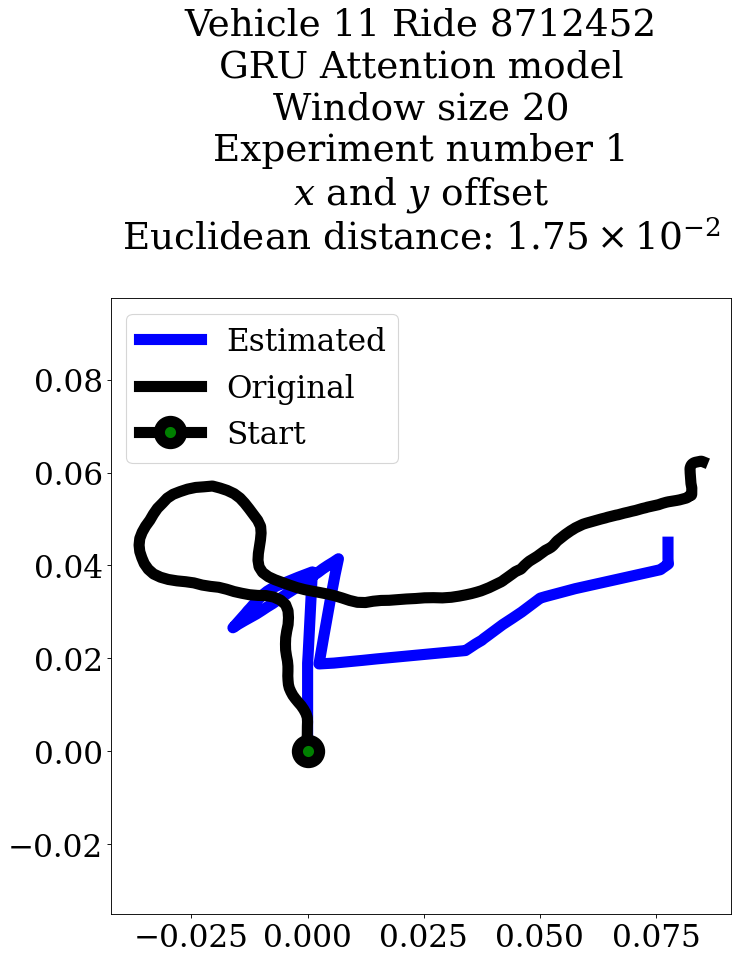 Vehicle 11 Ride 8712452
GRU Attention model
Window size 20
Experiment number 1
x and y offset
Euclidean distance: 1.75 × 10⁻²
Estimated
Original
Start
0.08
0.06
0.04
0.02
0.00
−0.02
−0.025 0.000 0.025 0.050 0.075